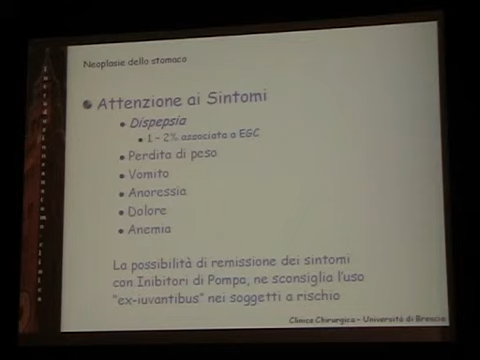 Neoplasie dello stomaco
Attenzione ai Sintomi
Dispepsia
1 – 2% associata a EGC
Perdita di peso
Vomito
Anoressia
Dolore
Anemia
La possibilità di remissione dei sintomi
con Inibitori di Pompa, ne sconsiglia l'uso
"ex-iuvantibus" nei soggetti a rischio
Clinica Chirurgica – Università di Brescia